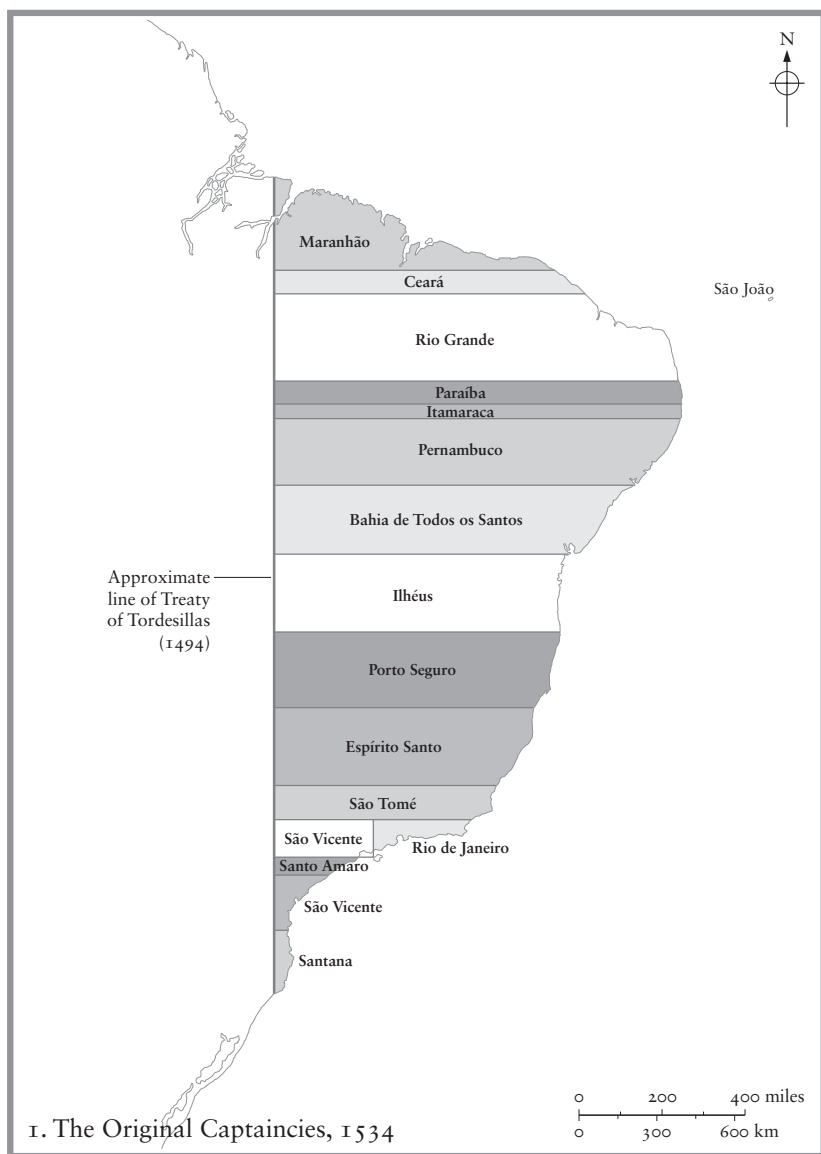 N
Maranhão
Ceará
São João
Rio Grande
Paraíba
Itamaraca
Pernambuco
Bahia de Todos os Santos
Approximate
line of Treaty
of Tordesillas
(1494)
Ilhéus
Porto Seguro
Espírito Santo
São Tomé
São Vicente
Rio de Janeiro
Santo Amaro
São Vicente
Santana
0 200 400 miles
0 300 600 km
1. The Original Captaincies, 1534